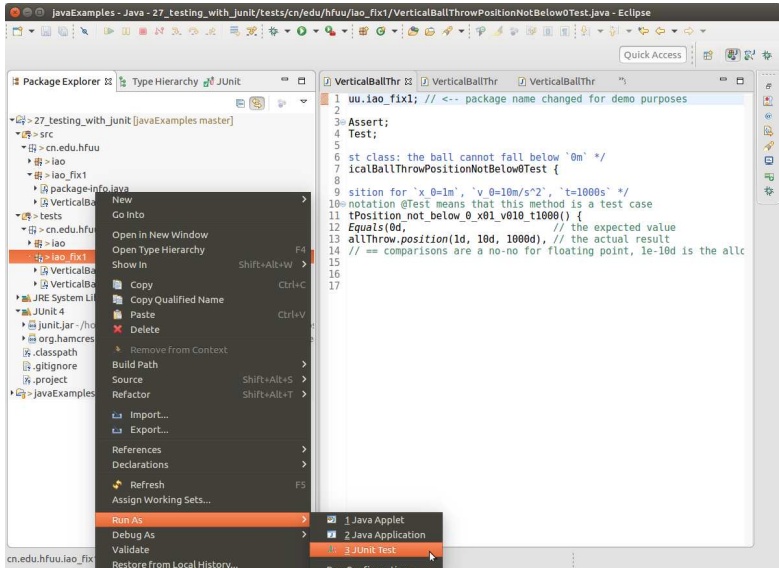 javaExamples - Java - 27_testing_with_junit/tests/cn/edu/hfuu/iao_fix1/VerticalBallThrowPositionNotBelow0Test.java - Eclipse
Quick Access
Package Explorer
Type Hierarchy
JUnit
VerticalBallThr
VerticalBallThr
VerticalBallThr
> 27_testing_with_junit [javaExamples master]
> src
> cn.edu.hfuu
> iao
> iao_fix1
> package-info.java
> VerticalBa
> tests
> cn.edu.hfu
> iao
> iao_fix1
> VerticalBa
> VerticalBa
JRE System Li
JUnit 4
junit.jar - /ho
org.hamcres
.classpath
.gitignore
.project
> javaExamples
1 uu.iao_fix1; // <-- package name changed for demo purposes
2
3 Assert;
4 Test;
5
6 st class: the ball cannot fall below `0m` */
7 icalBallThrowPositionNotBelow0Test {
8
9 sition for `x_0=1m`, `v_0=10m/s^2`, `t=1000s` */
10 notation @Test means that this method is a test case
11 tPosition_not_below_0_x01_v010_t1000() {
12 Equals(0d, // the expected value
13 allThrow.position(1d, 10d, 1000d), // the actual result
14 // == comparisons are a no-no for floating point, 1e-10d is the allo
15
16
17
New
Go Into
Open in New Window
Open Type Hierarchy F4
Show In Shift+Alt+W
Copy Ctrl+C
Copy Qualified Name
Paste Ctrl+V
Delete
Remove from Context
Build Path
Source Shift+Alt+S
Refactor Shift+Alt+T
Import...
Export...
References
Declarations
Refresh F5
Assign Working Sets...
Run As
Debug As
Validate
Restore from Local History...
1 Java Applet
2 Java Application
3 JUnit Test
cn.edu.hfuu.iao_fix